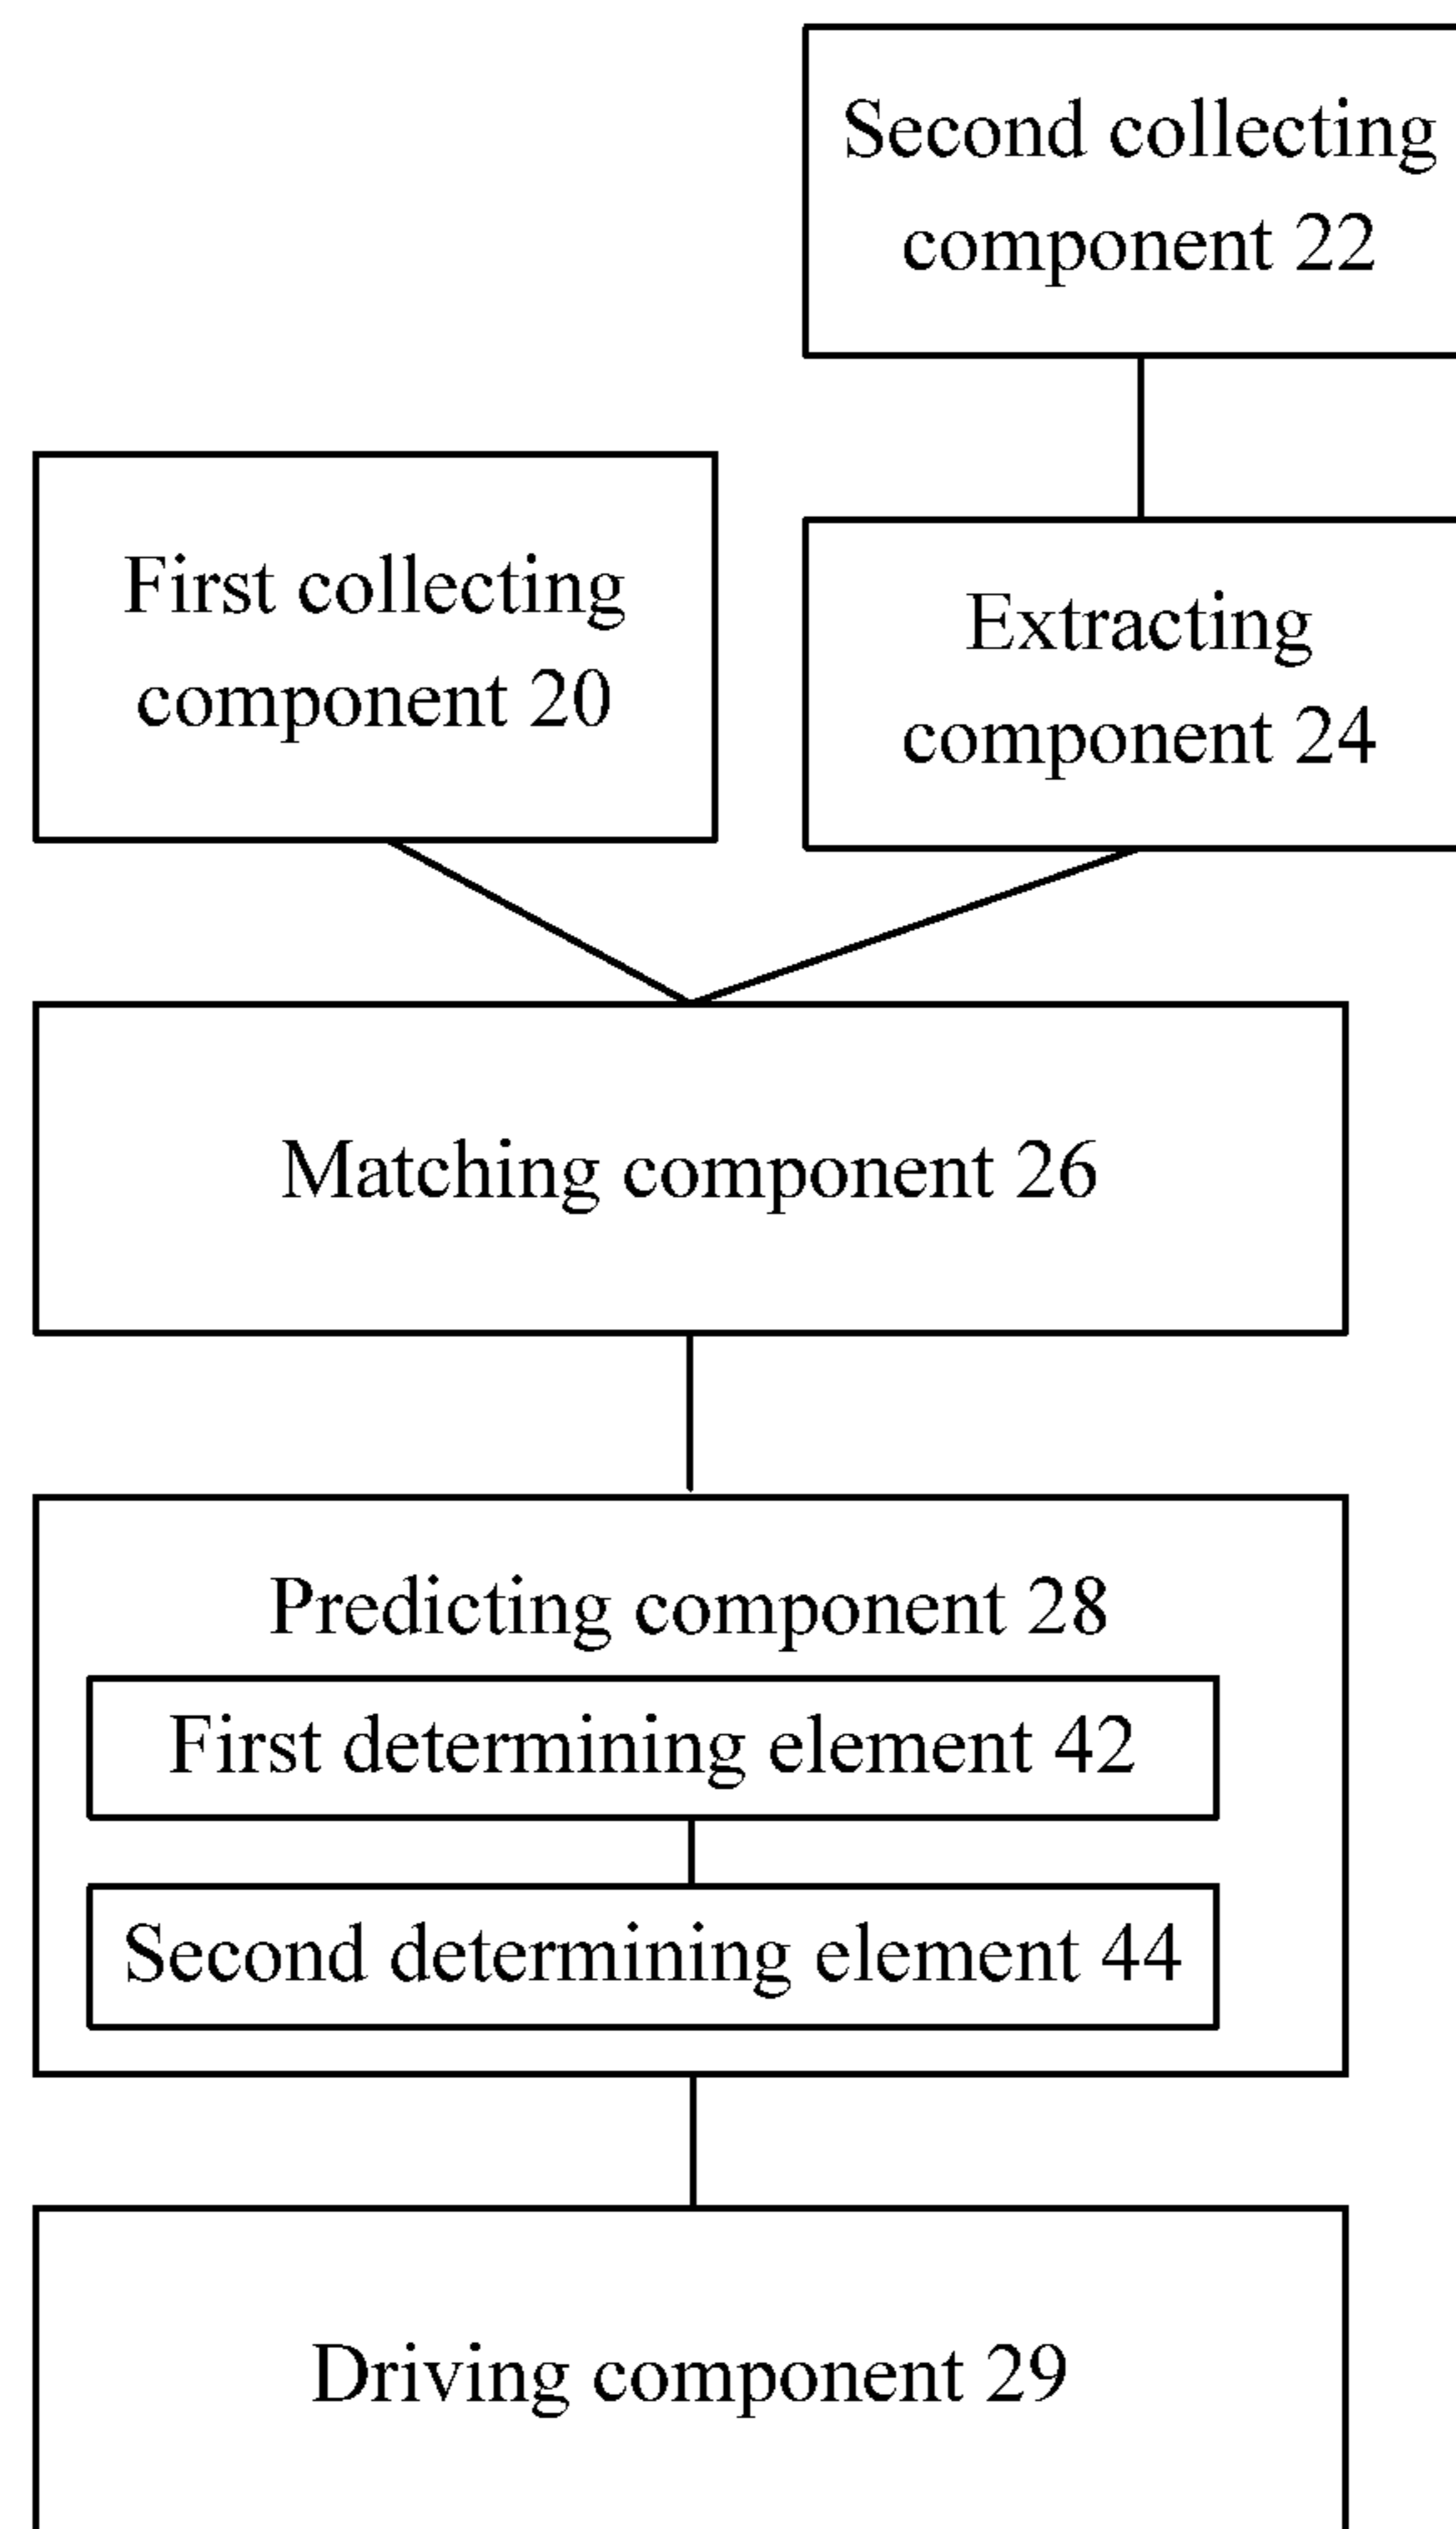 Second collecting
component 22
First collecting
component 20
Extracting
component 24
Matching component 26
Predicting component 28
First determining element 42
Second determining element 44
Driving component 29